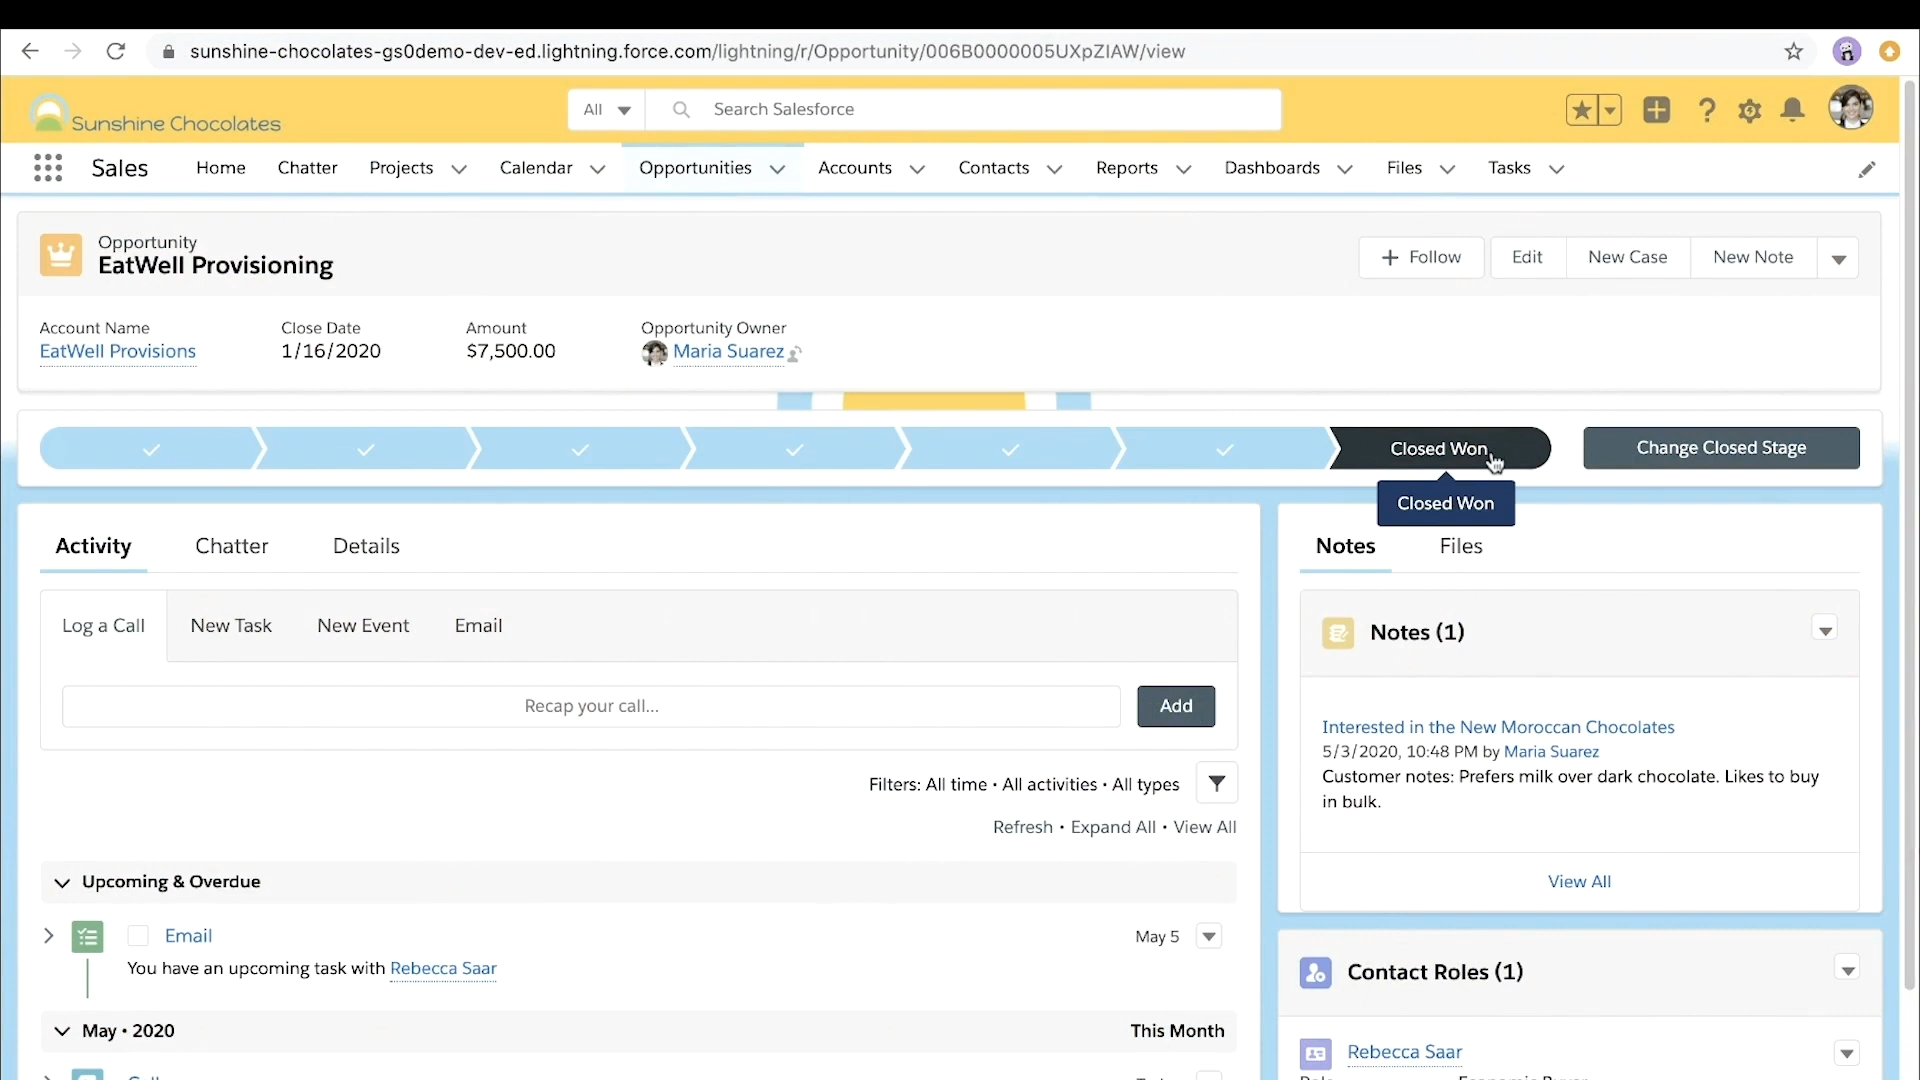 sunshine-chocolates-gs0demo-dev-ed.lightning.force.com/lightning/r/Opportunity/006B0000005UXpZIAW/view
Sunshine Chocolates
All
Search Salesforce
Sales
Home
Chatter
Projects
Calendar
Opportunities
Accounts
Contacts
Reports
Dashboards
Files
Tasks
Opportunity
EatWell Provisioning
Follow
Edit
New Case
New Note
Account Name
EatWell Provisions
Close Date
1/16/2020
Amount
$7,500.00
Opportunity Owner
Maria Suarez
Closed Won
Change Closed Stage
Closed Won
Activity
Chatter
Details
Log a Call
New Task
New Event
Email
Recap your call...
Add
Filters: All time • All activities • All types
Refresh • Expand All • View All
Upcoming & Overdue
Email
May 5
You have an upcoming task with Rebecca Saar
May • 2020
This Month
Notes
Files
Notes (1)
Interested in the New Moroccan Chocolates
5/3/2020, 10:48 PM by Maria Suarez
Customer notes: Prefers milk over dark chocolate. Likes to buy
in bulk.
View All
Contact Roles (1)
Rebecca Saar